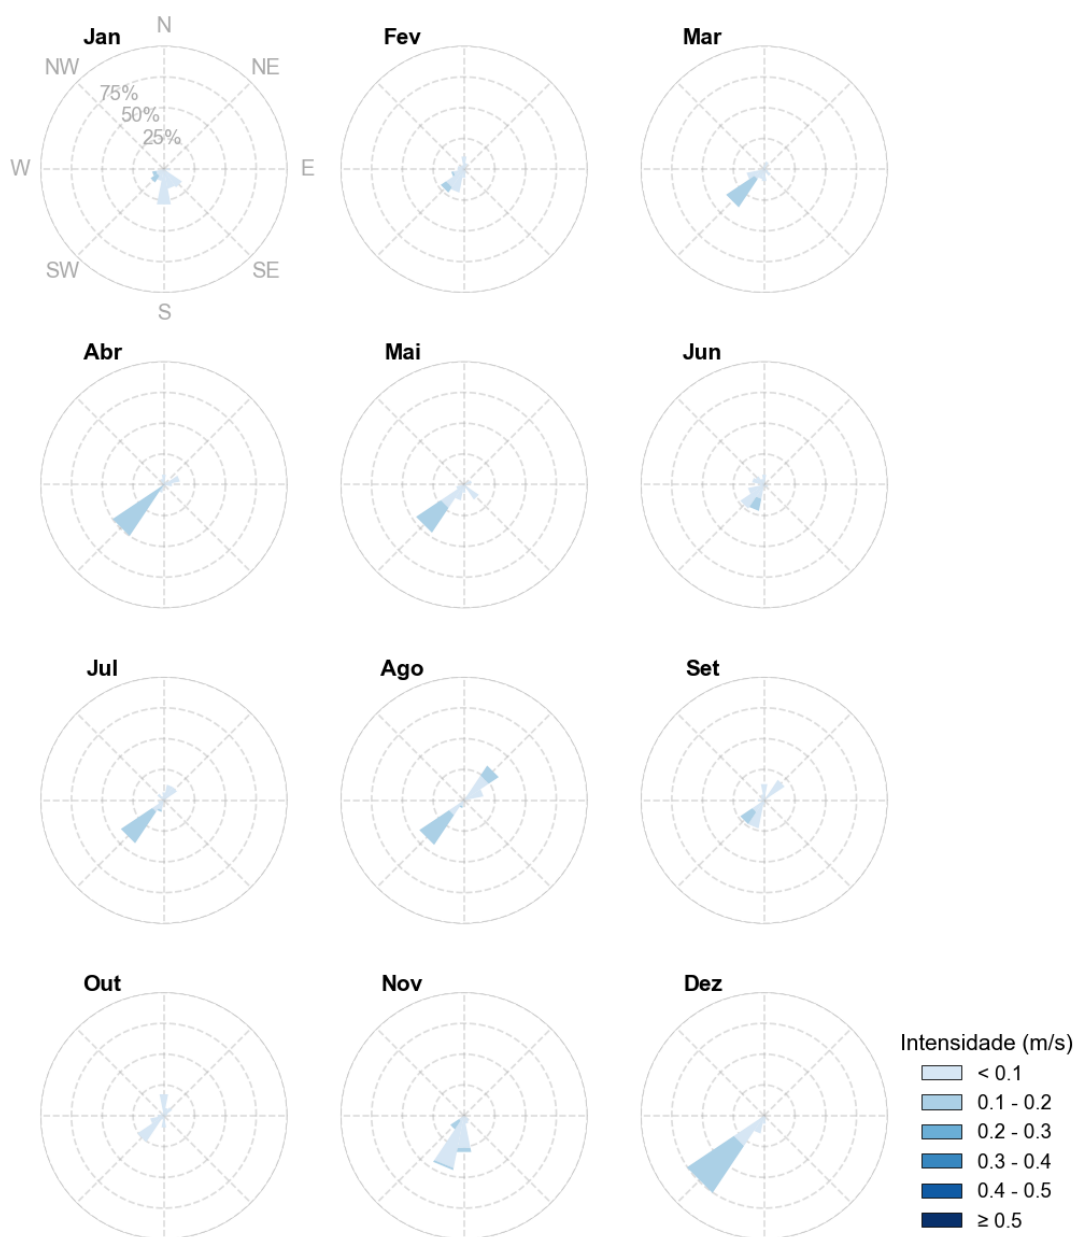 Jan
N
Fev
Mar
NW
NE
75%
50%
25%
W
E
SW
SE
S
Abr
Mai
Jun
Jul
Ago
Set
Out
Nov
Dez
Intensidade (m/s)
< 0.1
0.1 - 0.2
0.2 - 0.3
0.3 - 0.4
0.4 - 0.5
≥ 0.5